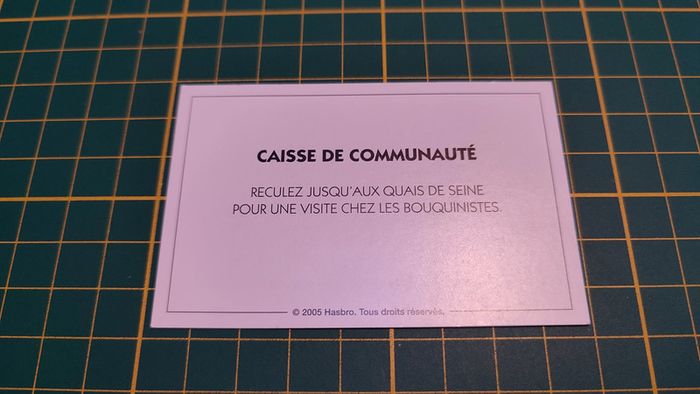 CAISSE DE COMMUNAUTÉ
RECULEZ JUSQU'AUX QUAIS DE SEINE
POUR UNE VISITE CHEZ LES BOUQUINISTES.
© 2005 Hasbro. Tous droits réservés.